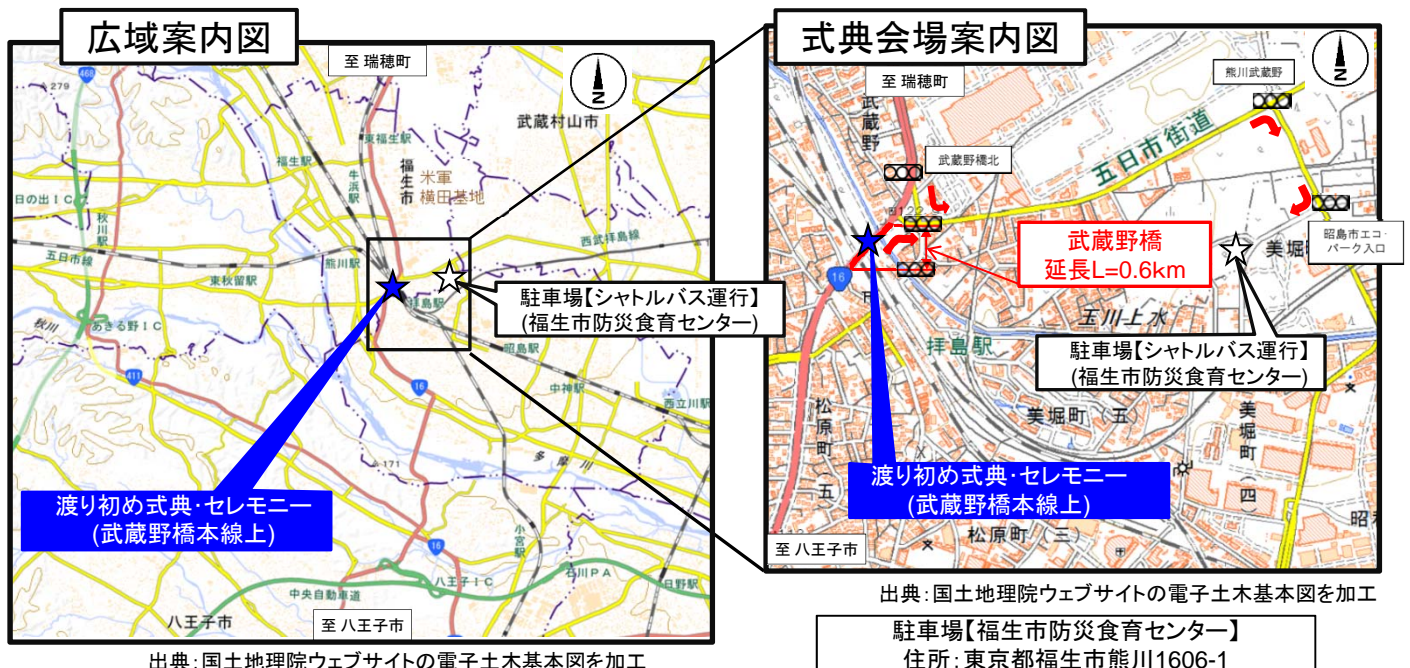 広域案内図
至 瑞穂町
468
279
武蔵村山市
東福生駅
福生駅
牛浜駅
福生市
米軍
横田基地
日の出IC
秋川駅
西武拝島線
五日市線
熊川駅
東秋留駅
拝島駅
駐車場【シャトルバス運行】
(福生市防災食育センター)
秋川
あきる野IC
昭島駅
411
16
中神駅
西立川駅
171
多摩川
渡り初め式典・セレモニー
(武蔵野橋本線上)
小宮駅
16
八王子IC
石川PA
日野駅
中央自動車道
八王子市
至 八王子市
出典:国土地理院ウェブサイトの電子土木基本図を加工
式典会場案内図
至 瑞穂町
熊川武蔵野
武蔵野
五日市街道
武蔵野橋北
122
武蔵野橋
延長L=0.6km
昭島市エコ・
パーク入口
16
美堀町
玉川上水
拝島駅
駐車場【シャトルバス運行】
(福生市防災食育センター)
松原町(五)
美堀町(五)
美堀町(四)
渡り初め式典・セレモニー
(武蔵野橋本線上)
松原町(三)
昭和
至 八王子市
出典:国土地理院ウェブサイトの電子土木基本図を加工
駐車場【福生市防災食育センター】
住所:東京都福生市熊川1606-1